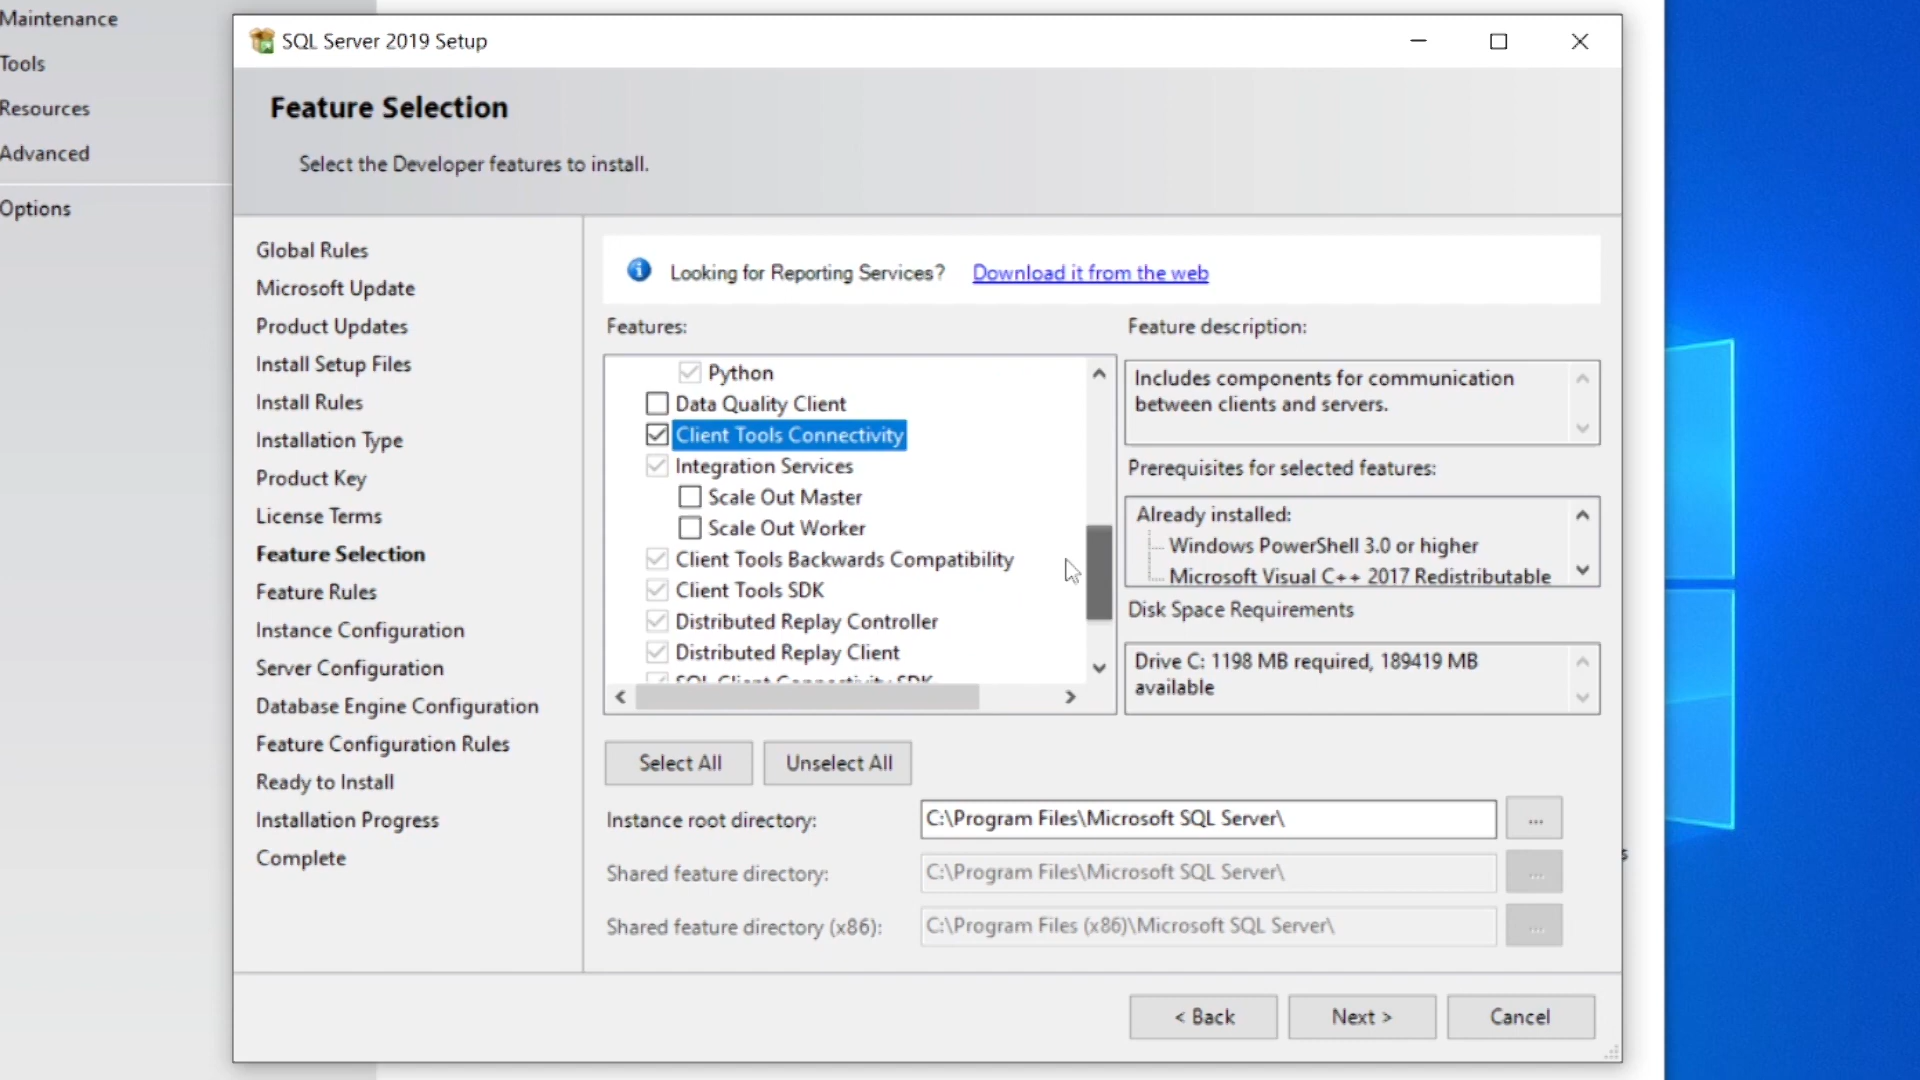 Maintenance
Tools
Resources
Advanced
Options
SQL Server 2019 Setup
Feature Selection
Select the Developer features to install.
Global Rules
Microsoft Update
Product Updates
Install Setup Files
Install Rules
Installation Type
Product Key
License Terms
Feature Selection
Feature Rules
Instance Configuration
Server Configuration
Database Engine Configuration
Feature Configuration Rules
Ready to Install
Installation Progress
Complete
Looking for Reporting Services? Download it from the web
Features:
Python
Data Quality Client
Client Tools Connectivity
Integration Services
Scale Out Master
Scale Out Worker
Client Tools Backwards Compatibility
Client Tools SDK
Distributed Replay Controller
Distributed Replay Client
SQL Client Connectivity SDK
Feature description:
Includes components for communication
between clients and servers.
Prerequisites for selected features:
Already installed:
Windows PowerShell 3.0 or higher
Microsoft Visual C++ 2017 Redistributable
Disk Space Requirements
Drive C: 1198 MB required, 189419 MB
available
Select All
Unselect All
Instance root directory: C:\Program Files\Microsoft SQL Server\ ...
Shared feature directory: C:\Program Files\Microsoft SQL Server\ ...
Shared feature directory (x86): C:\Program Files (x86)\Microsoft SQL Server\ ...
s
< Back
Next >
Cancel